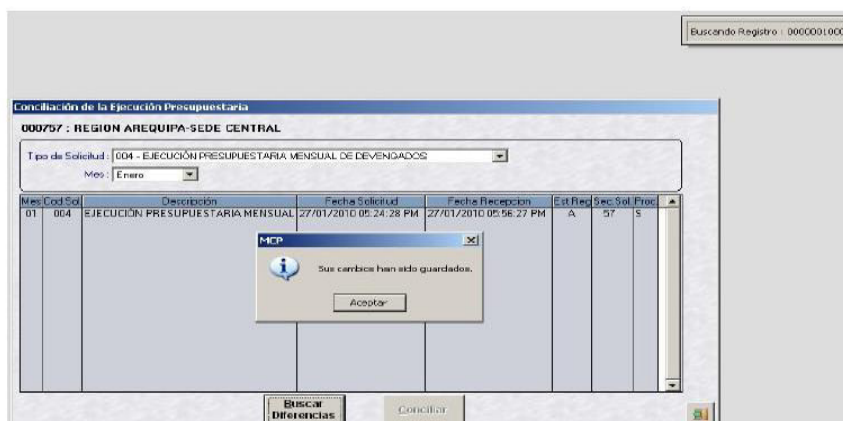 Buscando Registro : 0000001000
Conciliación de la Ejecución Presupuestaria
000757 : REGION AREQUIPA-SEDE CENTRAL
Tipo de Solicitud : 004 - EJECUCIÓN PRESUPUESTARIA MENSUAL DE DEVENGADOS
Mes : Enero
Mes Cod.Sol Descripción Fecha Solicitud Fecha Recepcion Est.Reg Sec. Sol. Proc.
01 004 EJECUCIÓN PRESUPUESTARIA MENSUAL 27/01/2010 05:24:28 PM 27/01/2010 05:56:27 PM A 57 S
MCP
Sus cambios han sido guardados.
Aceptar
Buscar
Diferencias
Conciliar